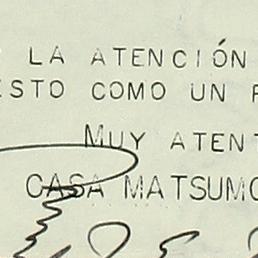 LA ATENCIÓN
ESTO COMO UN
MUY ATENT
CASA MATSUMO